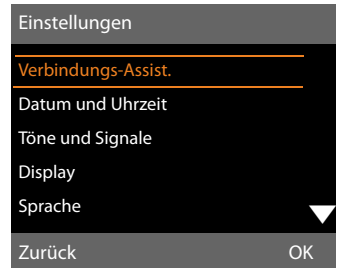 Einstellungen
Verbindungs-Assist.
Datum und Uhrzeit
Töne und Signale
Display
Sprache
Zurück OK